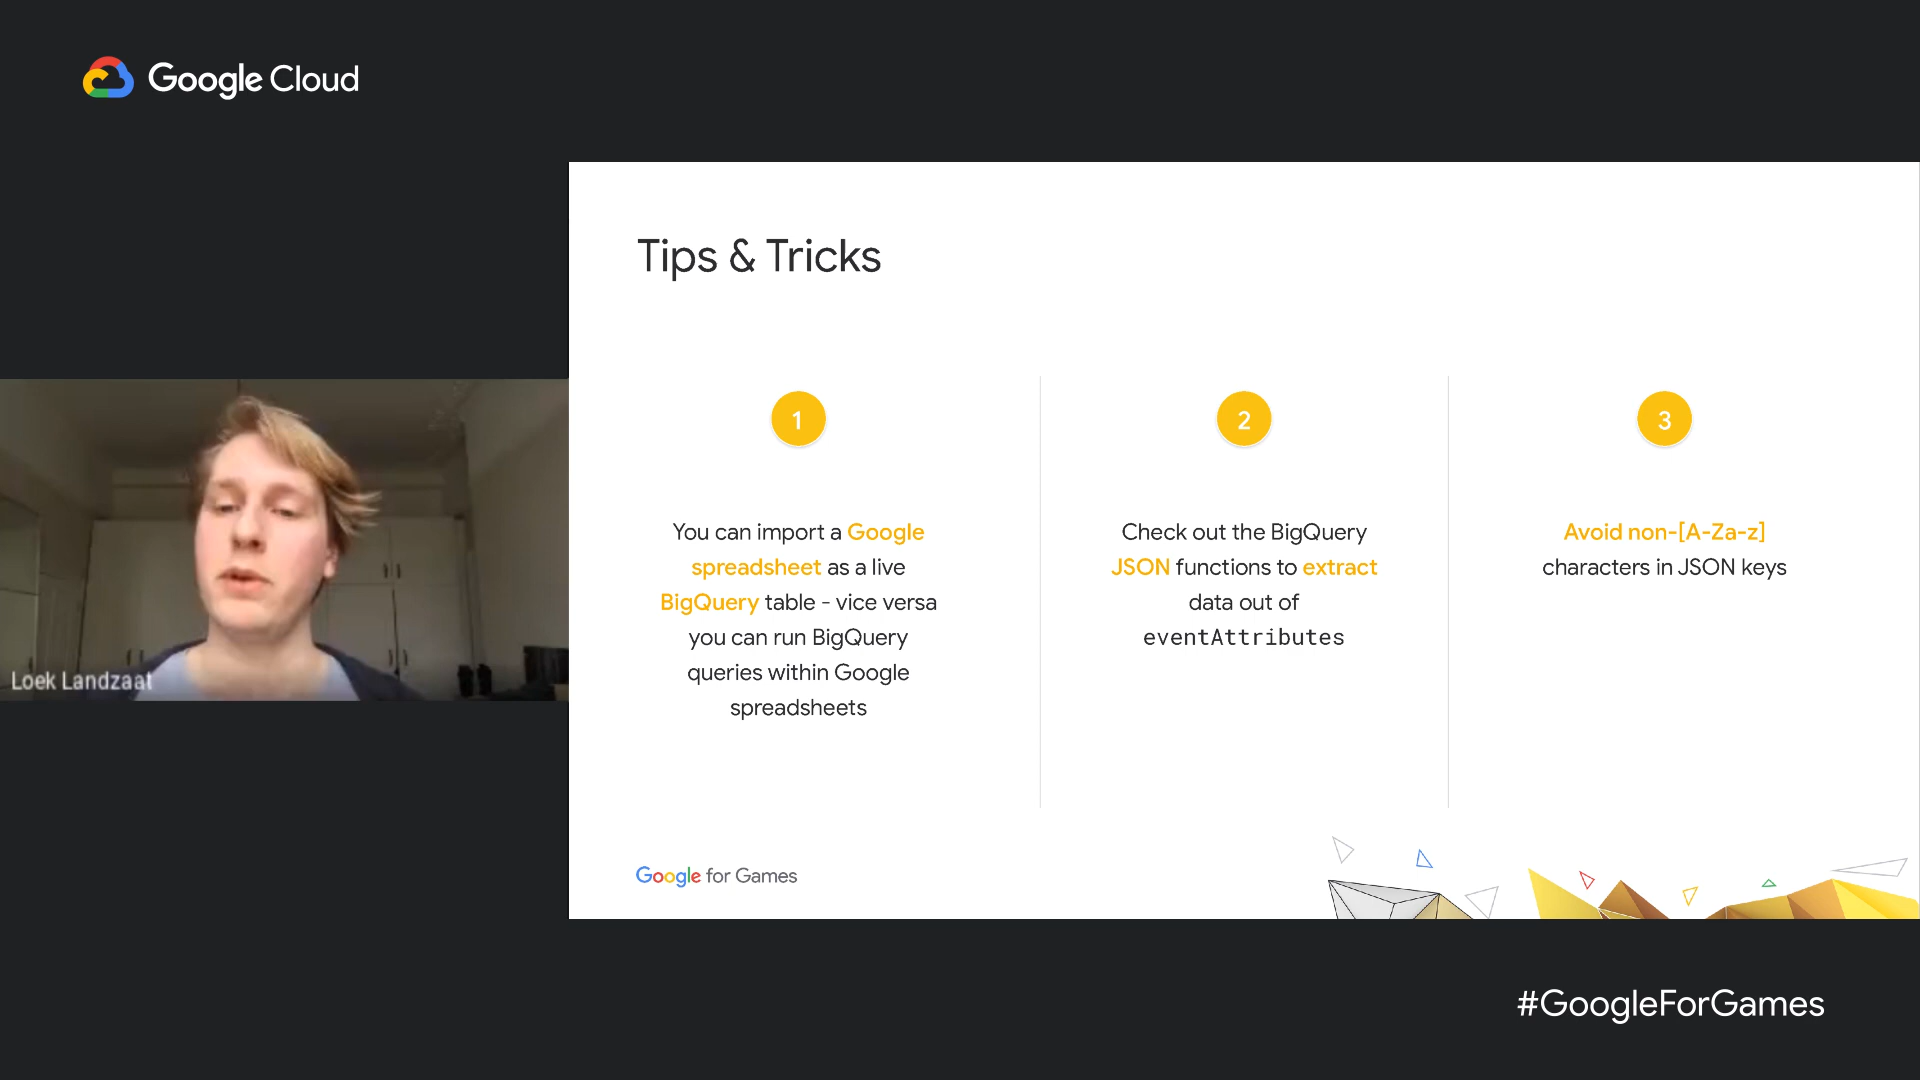 Google Cloud
Tips & Tricks
1
You can import a Google
spreadsheet as a live
BigQuery table - vice versa
you can run BigQuery
queries within Google
spreadsheets
2
Check out the BigQuery
JSON functions to extract
data out of
eventAttributes
3
Avoid non-[A-Za-z]
characters in JSON keys
Loek Landzaat
Google for Games
#GoogleForGames